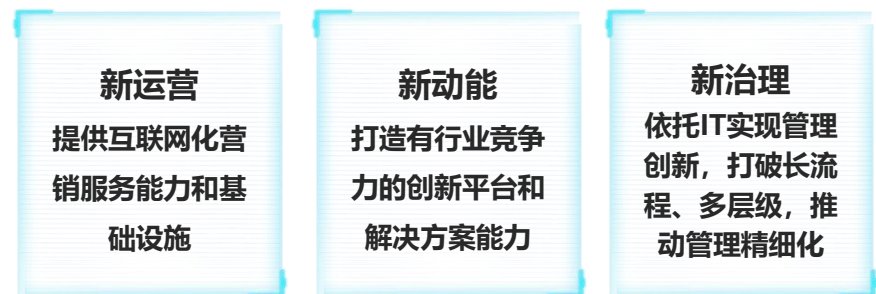 新运营
提供互联网化营
销服务能力和基
础设施
新动能
打造有行业竞争
力的创新平台和
解决方案能力
新治理
依托IT实现管理
创新，打破长流
程、多层级，推
动管理精细化